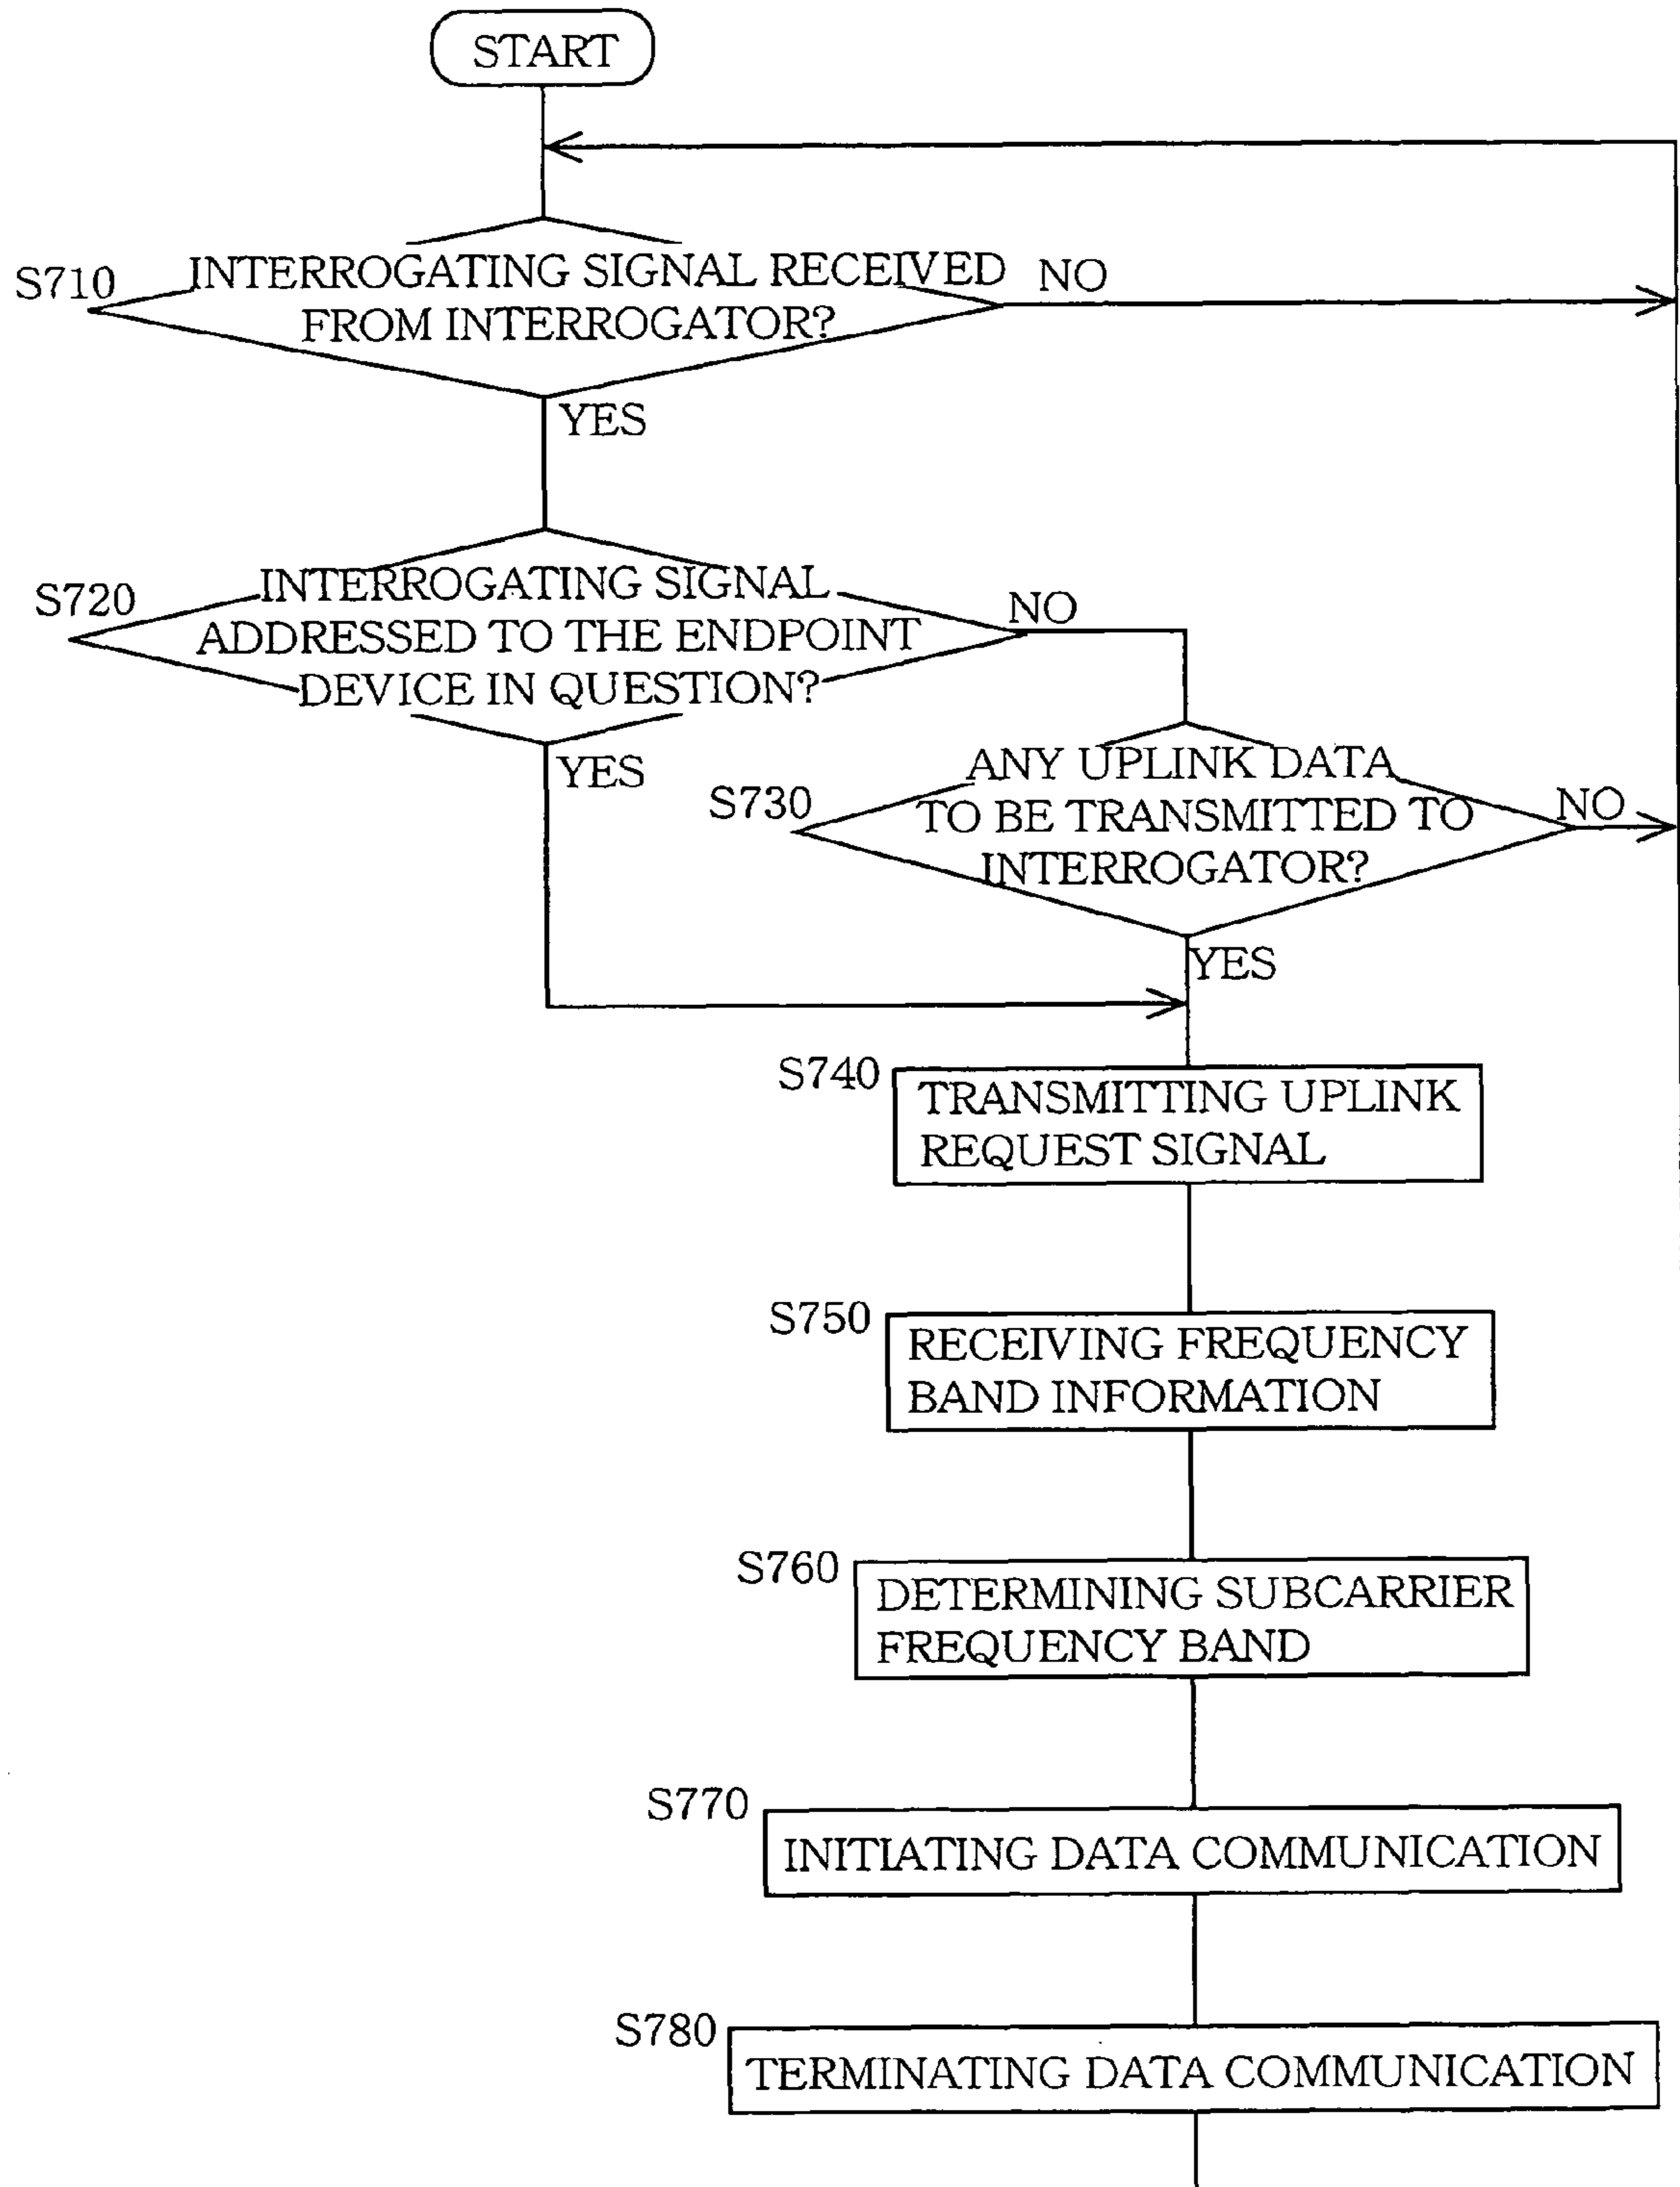 START
S710
INTERROGATING SIGNAL RECEIVED
FROM INTERROGATOR?
NO
YES
S720
INTERROGATING SIGNAL
ADDRESSED TO THE ENDPOINT
DEVICE IN QUESTION?
NO
YES
S730
ANY UPLINK DATA
TO BE TRANSMITTED TO
INTERROGATOR?
NO
YES
S740
TRANSMITTING UPLINK
REQUEST SIGNAL
S750
RECEIVING FREQUENCY
BAND INFORMATION
S760
DETERMINING SUBCARRIER
FREQUENCY BAND
S770
INITIATING DATA COMMUNICATION
S780
TERMINATING DATA COMMUNICATION